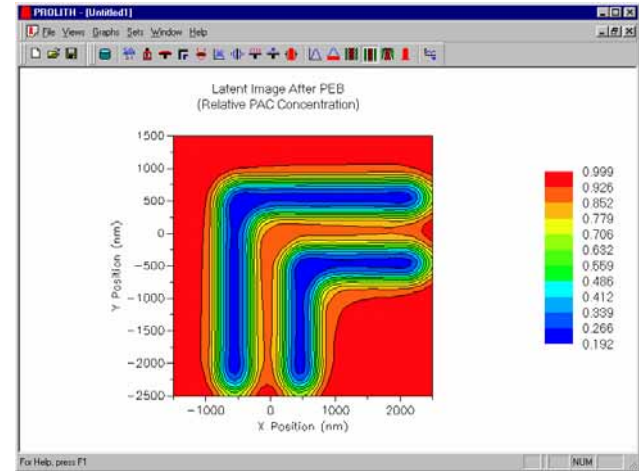 PROLITH - [Untitled1]
File Views Graphs Sets Window Help
Latent Image After PEB
(Relative PAC Concentration)
1500
1000
500
0
-500
-1000
-1500
-2000
-2500
Y Position (nm)
-1000 0 1000 2000
X Position (nm)
0.999
0.926
0.852
0.779
0.706
0.632
0.559
0.486
0.412
0.339
0.266
0.192
For Help, press F1
NUM